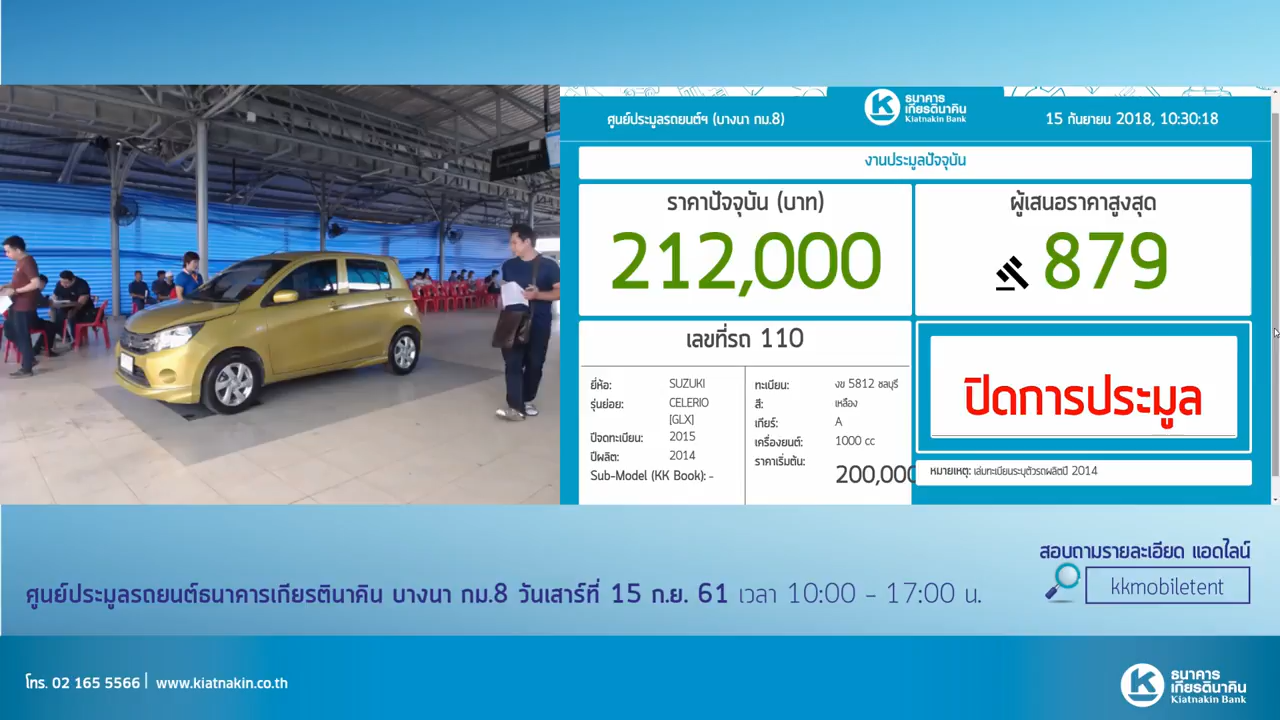 ศูนย์ประมูลรถยนต์ฯ (บางนา กม.8)
ธนาคาร
เกียรตินาคิน
Kiatnakin Bank
15 กันยายน 2018, 10:30:18
งานประมูลปัจจุบัน
ราคาปัจจุบัน (บาท)
212,000
ผู้เสนอราคาสูงสุด
879
เลขที่รถ 110
ยี่ห้อ: SUZUKI
รุ่นย่อย: CELERIO
[GLX]
ปีจดทะเบียน: 2015
ปีผลิต: 2014
Sub-Model (KK Book): -
ทะเบียน: งข 5812 ชลบุรี
สี: เหลือง
เกียร์: A
เครื่องยนต์: 1000 cc
ราคาเริ่มต้น: 200,000
ปิดการประมูล
หมายเหตุ: เล่มทะเบียนระบุตัวรถผลิตปี 2014
สอบถามรายละเอียด แอดไลน์
kkmobiletent
ศูนย์ประมูลรถยนต์ธนาคารเกียรตินาคิน บางนา กม.8 วันเสาร์ที่ 15 ก.ย. 61 เวลา 10:00 - 17:00 น.
โทร. 02 165 5566 | www.kiatnakin.co.th
ธนาคาร
เกียรตินาคิน
Kiatnakin Bank